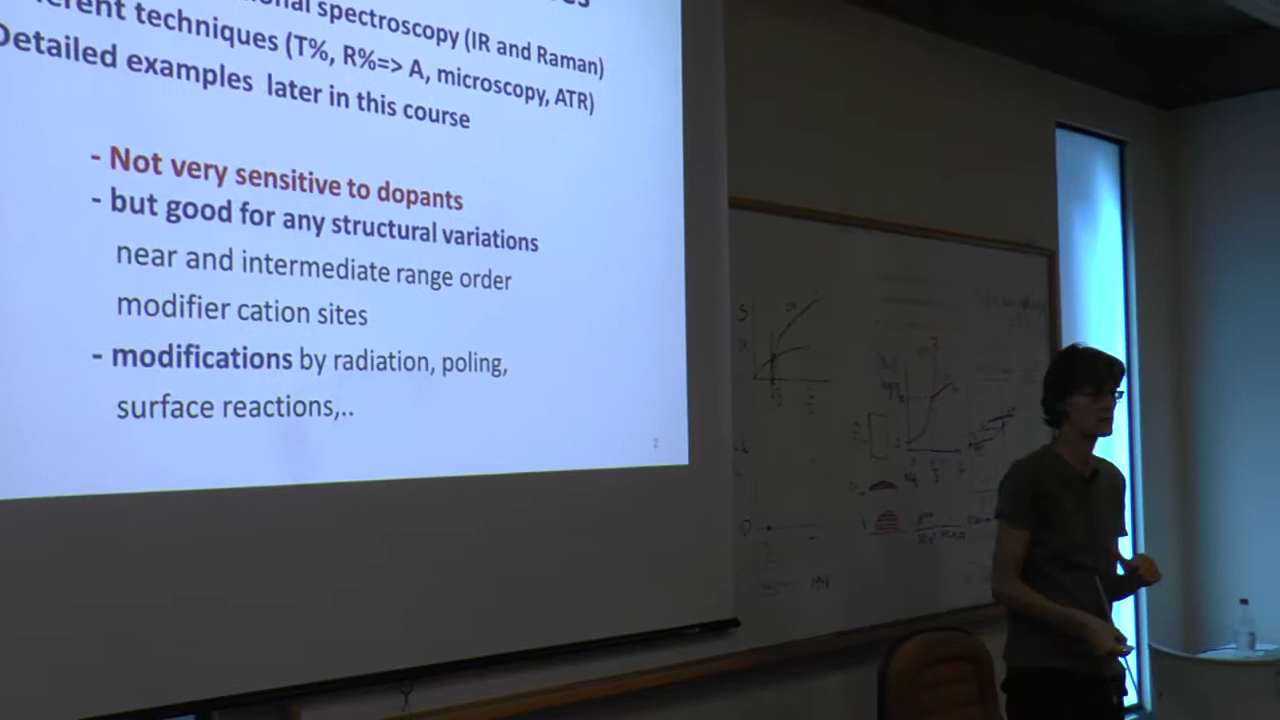 spectroscopy (IR and Raman)
techniques (T%, R%=> A, microscopy, ATR)
Detailed examples later in this course
- Not very sensitive to dopants
- but good for any structural variations
near and intermediate range order
modifier cation sites
- modifications by radiation, poling,
surface reactions,..
2